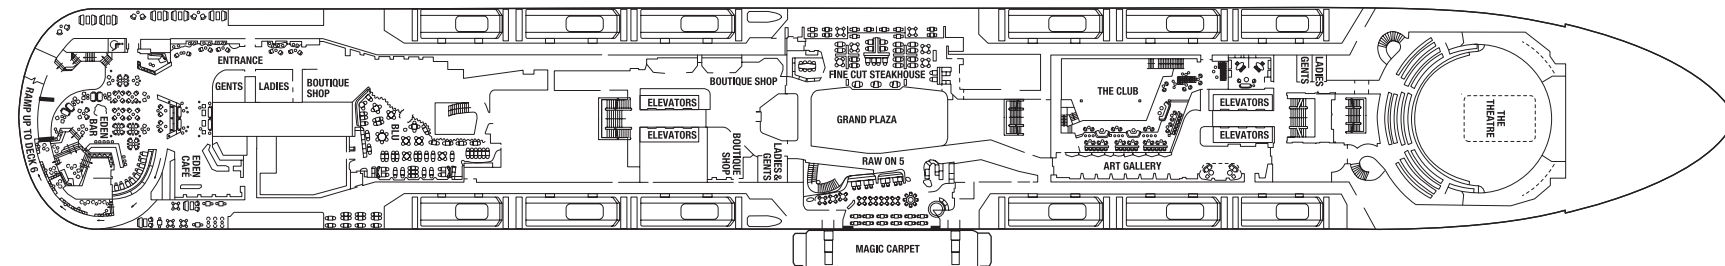 RAMP UP TO DECK 6
EDEN
BAR
EDEN
CAFÉ
ENTRANCE
GENTS
LADIES
BOUTIQUE
SHOP
BLU
ELEVATORS
ELEVATORS
BOUTIQUE SHOP
BOUTIQUE
SHOP
LADIES &
GENTS
FINE CUT STEAKHOUSE
GRAND PLAZA
RAW ON 5
MAGIC CARPET
THE CLUB
ART GALLERY
ELEVATORS
ELEVATORS
GENTS
LADIES
THE
THEATRE